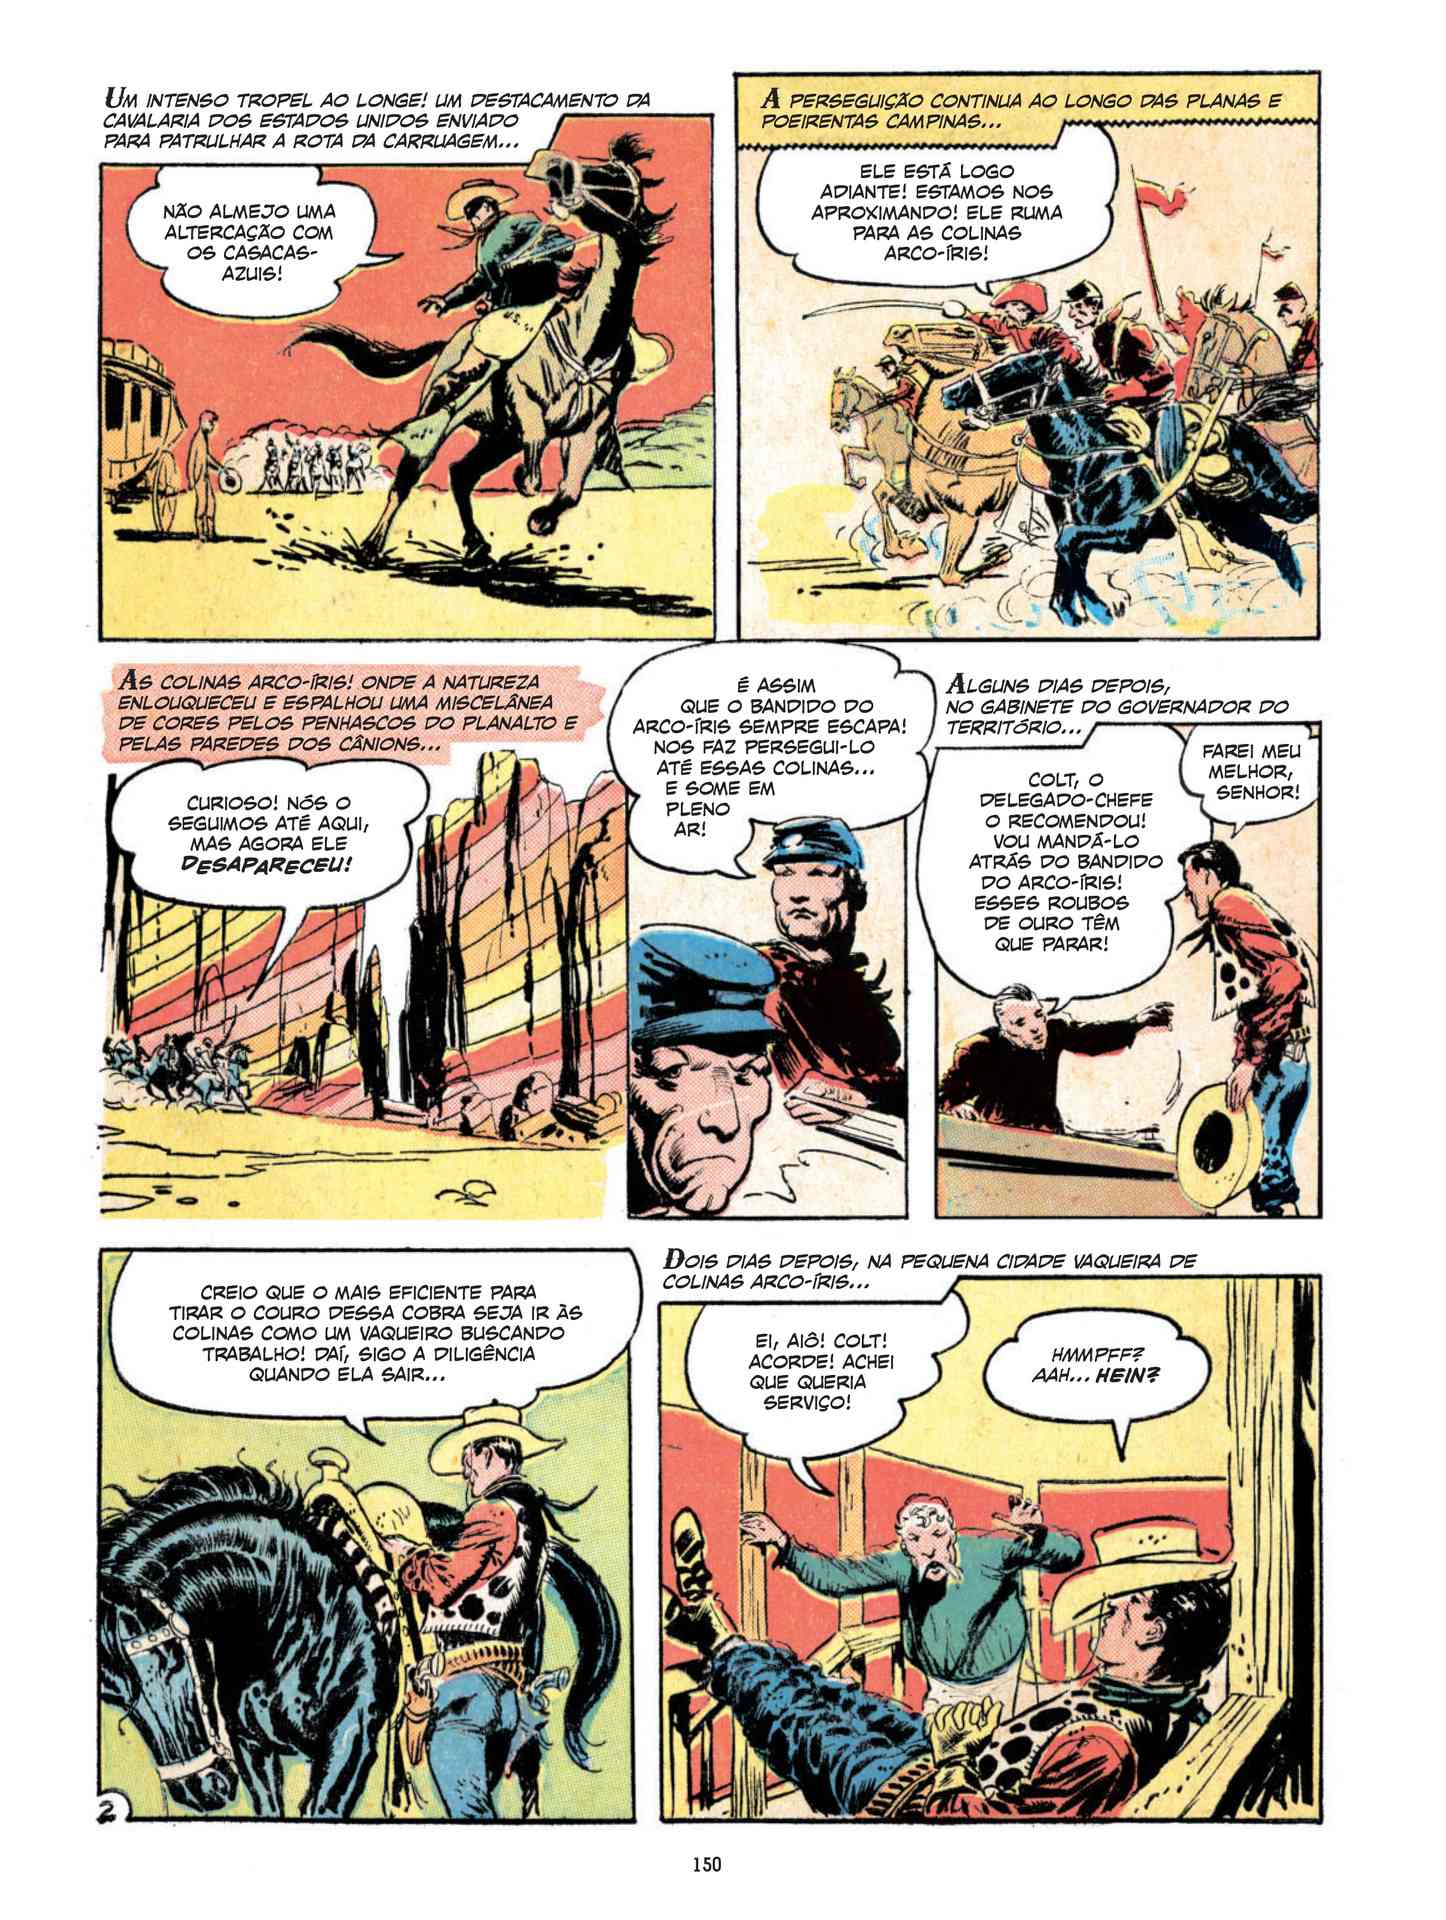 UM INTENSO TROPEL AO LONGE! UM DESTACAMENTO DA
CAVALARIA DOS ESTADOS UNIDOS ENVIADO
PARA PATRULHAR A ROTA DA CARRUAGEM...
NÃO ALMEJO UMA
ALTERCAÇÃO COM
OS CASACAS-
AZUIS!
A PERSEGUIÇÃO CONTINUA AO LONGO DAS PLANAS E
POEIRENTAS CAMPINAS...
ELE ESTÁ LOGO
ADIANTE! ESTAMOS NOS
APROXIMANDO! ELE RUMA
PARA AS COLINAS
ARCO-ÍRIS!
AS COLINAS ARCO-ÍRIS! ONDE A NATUREZA
ENLOUQUECEU E ESPALHOU UMA MISCELÂNEA
DE CORES PELOS PENHASCOS DO PLANALTO E
PELAS PAREDES DOS CÂNIONS...
CURIOSO! NÓS O
SEGUIMOS ATÉ AQUI,
MAS AGORA ELE
DESAPARECEU!
É ASSIM
QUE O BANDIDO DO
ARCO-ÍRIS SEMPRE ESCAPA!
NOS FAZ PERSEGUI-LO
ATÉ ESSAS COLINAS...
E SOME EM
PLENO
AR!
ALGUNS DIAS DEPOIS,
NO GABINETE DO GOVERNADOR DO
TERRITÓRIO...
COLT, O
DELEGADO-CHEFE
O RECOMENDOU!
VOU MANDÁ-LO
ATRÁS DO BANDIDO
DO ARCO-ÍRIS!
ESSES ROUBOS
DE OURO TÊM
QUE PARAR!
FAREI MEU
MELHOR,
SENHOR!
CREIO QUE O MAIS EFICIENTE PARA
TIRAR O COURO DESSA COBRA SEJA IR ÀS
COLINAS COMO UM VAQUEIRO BUSCANDO
TRABALHO! DAÍ, SIGO A DILIGÊNCIA
QUANDO ELA SAIR...
2
DOIS DIAS DEPOIS, NA PEQUENA CIDADE VAQUEIRA DE
COLINAS ARCO-ÍRIS...
EI, AIÔ! COLT!
ACORDE! ACHEI
QUE QUERIA
SERVIÇO!
HMMPFF?
AAH... HEIN?
150